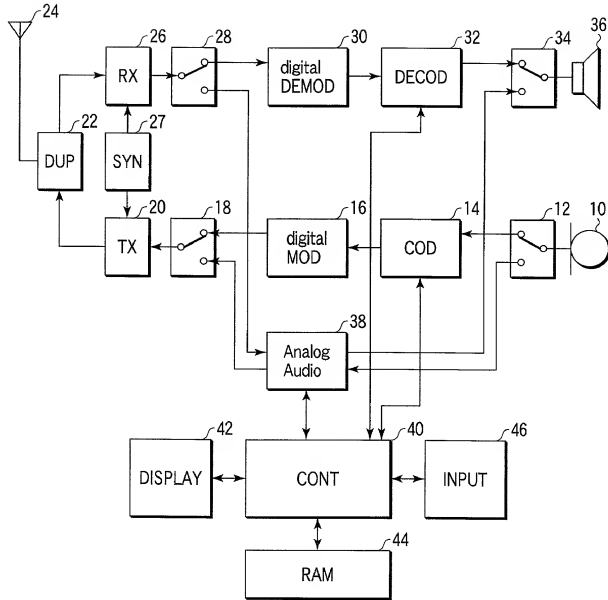 24
26
28
30
32
34
36
RX
digital
DEMOD
DECOD
22
27
DUP
SYN
20
18
16
14
12
10
TX
digital
MOD
COD
38
Analog
Audio
42
40
46
DISPLAY
CONT
INPUT
44
RAM